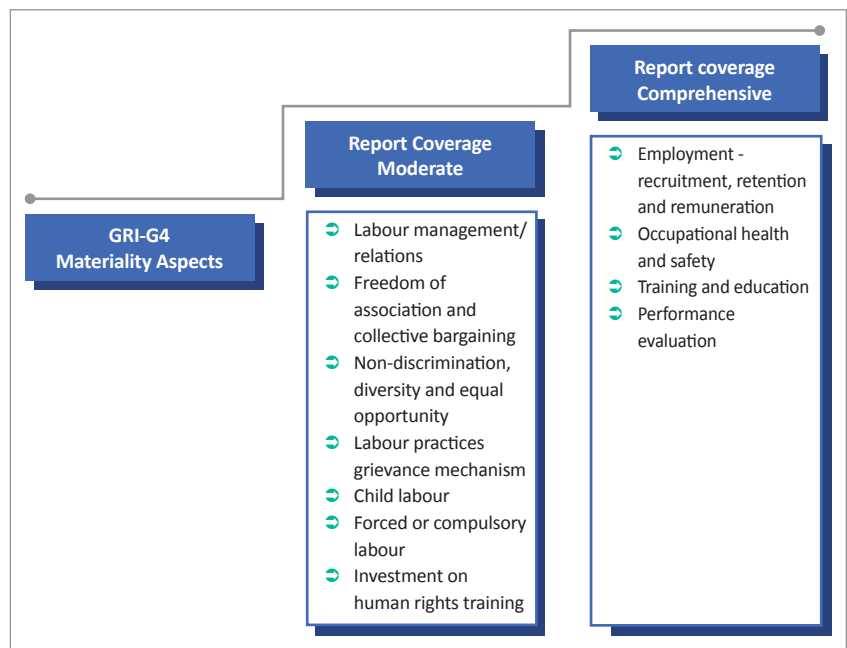 GRI-G4
Materiality Aspects
Report Coverage
Moderate
Labour management/
relations
Freedom of
association and
collective bargaining
Non-discrimination,
diversity and equal
opportunity
Labour practices
grievance mechanism
Child labour
Forced or compulsory
labour
Investment on
human rights training
Report coverage
Comprehensive
Employment -
recruitment, retention
and remuneration
Occupational health
and safety
Training and education
Performance
evaluation